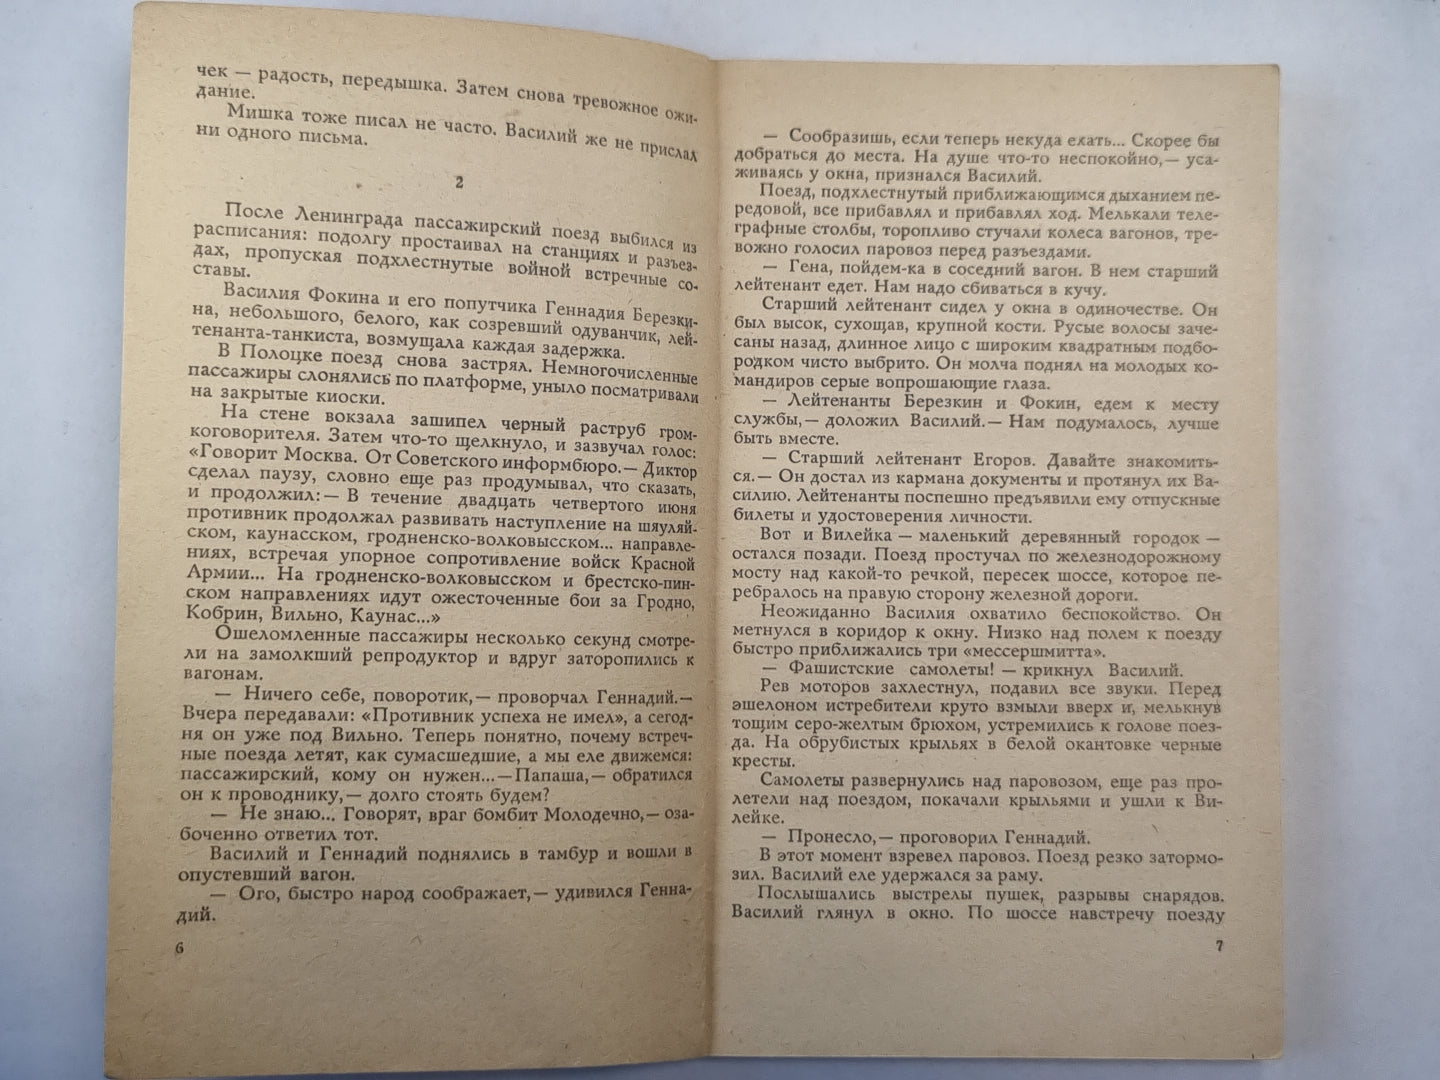 чек — радость, передышка. Затем снова тревожное ожи-
дание.
Мишка тоже писал не часто. Василий же не прислал
ни одного письма.
2
После Ленинграда пассажирский поезд выбился из
расписания: подолгу простаивал на станциях и разъез-
дах, пропуская подхлестнутые войной встречные со-
ставы.
Василия Фокина и его попутчика Геннадия Березки-
на, небольшого, белого, как созревший одуванчик, лей-
тенанта-танкиста, возмущала каждая задержка.
В Полоцке поезд снова застрял. Немногочисленные
пассажиры слонялись по платформе, уныло посматривали
на закрытые киоски.
На стене вокзала зашипел черный раструб гром-
коговорителя. Затем что-то щелкнуло, и зазвучал голос:
«Говорит Москва. От Советского информбюро.— Диктор
сделал паузу, словно еще раз продумывал, что сказать,
и продолжил:— В течение двадцать четвертого июня
противник продолжал развивать наступление на шяуляй-
ском, каунасском, гродненско-волковысском... направле-
ниях, встречая упорное сопротивление войск Красной
Армии... На гродненско-волковысском и брестско-пин-
ском направлениях идут ожесточенные бои за Гродно,
Кобрин, Вильно, Каунас...»
Ошеломленные пассажиры несколько секунд смотре-
ли на замолкший репродуктор и вдруг заторопились к
вагонам.
— Ничего себе, поворотик,— проворчал Геннадий.—
Вчера передавали: «Противник успеха не имел», а сегод-
ня он уже под Вильно. Теперь понятно, почему встреч-
ные поезда летят, как сумасшедшие, а мы еле движемся:
пассажирский, кому он нужен...—Папаша,— обратился
он к проводнику,— долго стоять будем?
— Не знаю... Говорят, враг бомбит Молодечно,— оза-
боченно ответил тот.
Василий и Геннадий поднялись в тамбур и вошли в
опустевший вагон.
— Ого, быстро народ соображает,— удивился Генна-
дий.
6
— Сообразишь, если теперь некуда ехать... Скорее бы
добраться до места. На душе что-то неспокойно,— уса-
живаясь у окна, признался Василий.
Поезд, подхлестнутый приближающимся дыханием пе-
редовой, все прибавлял и прибавлял ход. Мелькали теле-
графные столбы, торопливо стучали колеса вагонов, тре-
вожно голосил паровоз перед разъездами.
— Гена, пойдем-ка в соседний вагон. В нем старший
лейтенант едет. Нам надо сбиваться в кучу.
Старший лейтенант сидел у окна в одиночестве. Он
был высок, сухощав, крупной кости. Русые волосы заче-
саны назад, длинное лицо с широким квадратным подбо-
родком чисто выбрито. Он молча поднял на молодых ко-
мандиров серые вопрошающие глаза.
— Лейтенанты Березкин и Фокин, едем к месту
службы,— доложил Василий.— Нам подумалось, лучше
быть вместе.
— Старший лейтенант Егоров. Давайте знакомить-
ся.— Он достал из кармана документы и протянул их Ва-
силию. Лейтенанты поспешно предъявили ему отпускные
билеты и удостоверения личности.
Вот и Вилейка — маленький деревянный городок —
остался позади. Поезд простучал по железнодорожному
мосту над какой-то речкой, пересек шоссе, которое пе-
ребралось на правую сторону железной дороги.
Неожиданно Василия охватило беспокойство. Он
метнулся в коридор к окну. Низко над полем к поезду
быстро приближались три «мессершмитта».
— Фашистские самолеты! — крикнул Василий.
Рев моторов захлестнул, подавил все звуки. Перед
эшелоном истребители круто взмыли вверх и, мелькнув
тощим серо-желтым брюхом, устремились к голове поез-
да. На обрубистых крыльях в белой окантовке черные
кресты.
Самолеты развернулись над паровозом, еще раз про-
летели над поездом, покачали крыльями и ушли к Ви-
лейке.
— Пронесло,— проговорил Геннадий.
В этот момент взревел паровоз. Поезд резко затормо-
зил. Василий еле удержался за раму.
Послышались выстрелы пушек, разрывы снарядов.
Василий глянул в окно. По шоссе навстречу поезду
7